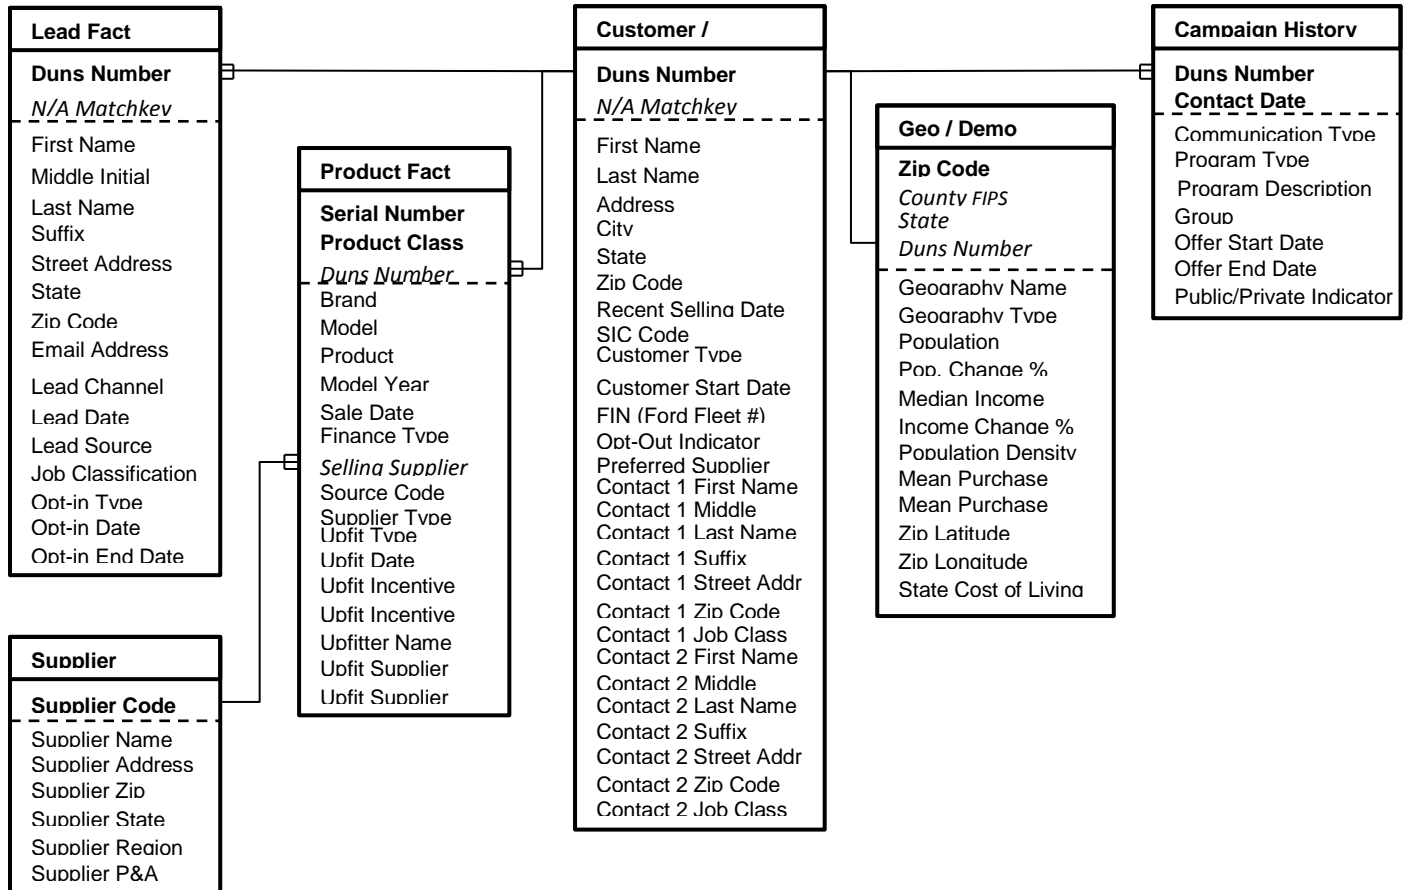 Lead Fact
Duns Number
N/A Matchkey
First Name
Middle Initial
Last Name
Suffix
Street Address
State
Zip Code
Email Address
Lead Channel
Lead Date
Lead Source
Job Classification
Opt-in Type
Opt-in Date
Opt-in End Date
Supplier
Supplier Code
Supplier Name
Supplier Address
Supplier Zip
Supplier State
Supplier Region
Supplier P&A
Product Fact
Serial Number
Product Class
Duns Number
Brand
Model
Product
Model Year
Sale Date
Finance Type
Selling Supplier
Source Code
Supplier Type
Upfit Type
Upfit Date
Upfit Incentive
Upfit Incentive
Upfitter Name
Upfit Supplier
Upfit Supplier
Customer /
Duns Number
N/A Matchkey
First Name
Last Name
Address
City
State
Zip Code
Recent Selling Date
SIC Code
Customer Type
Customer Start Date
FIN (Ford Fleet #)
Opt-Out Indicator
Preferred Supplier
Contact 1 First Name
Contact 1 Middle
Contact 1 Last Name
Contact 1 Suffix
Contact 1 Street Addr
Contact 1 Zip Code
Contact 1 Job Class
Contact 2 First Name
Contact 2 Middle
Contact 2 Last Name
Contact 2 Suffix
Contact 2 Street Addr
Contact 2 Zip Code
Contact 2 Job Class
Geo / Demo
Zip Code
County FIPS
State
Duns Number
Geography Name
Geography Type
Population
Pop. Change %
Median Income
Income Change %
Population Density
Mean Purchase
Mean Purchase
Zip Latitude
Zip Longitude
State Cost of Living
Campaign History
Duns Number
Contact Date
Communication Type
Program Type
Program Description
Group
Offer Start Date
Offer End Date
Public/Private Indicator